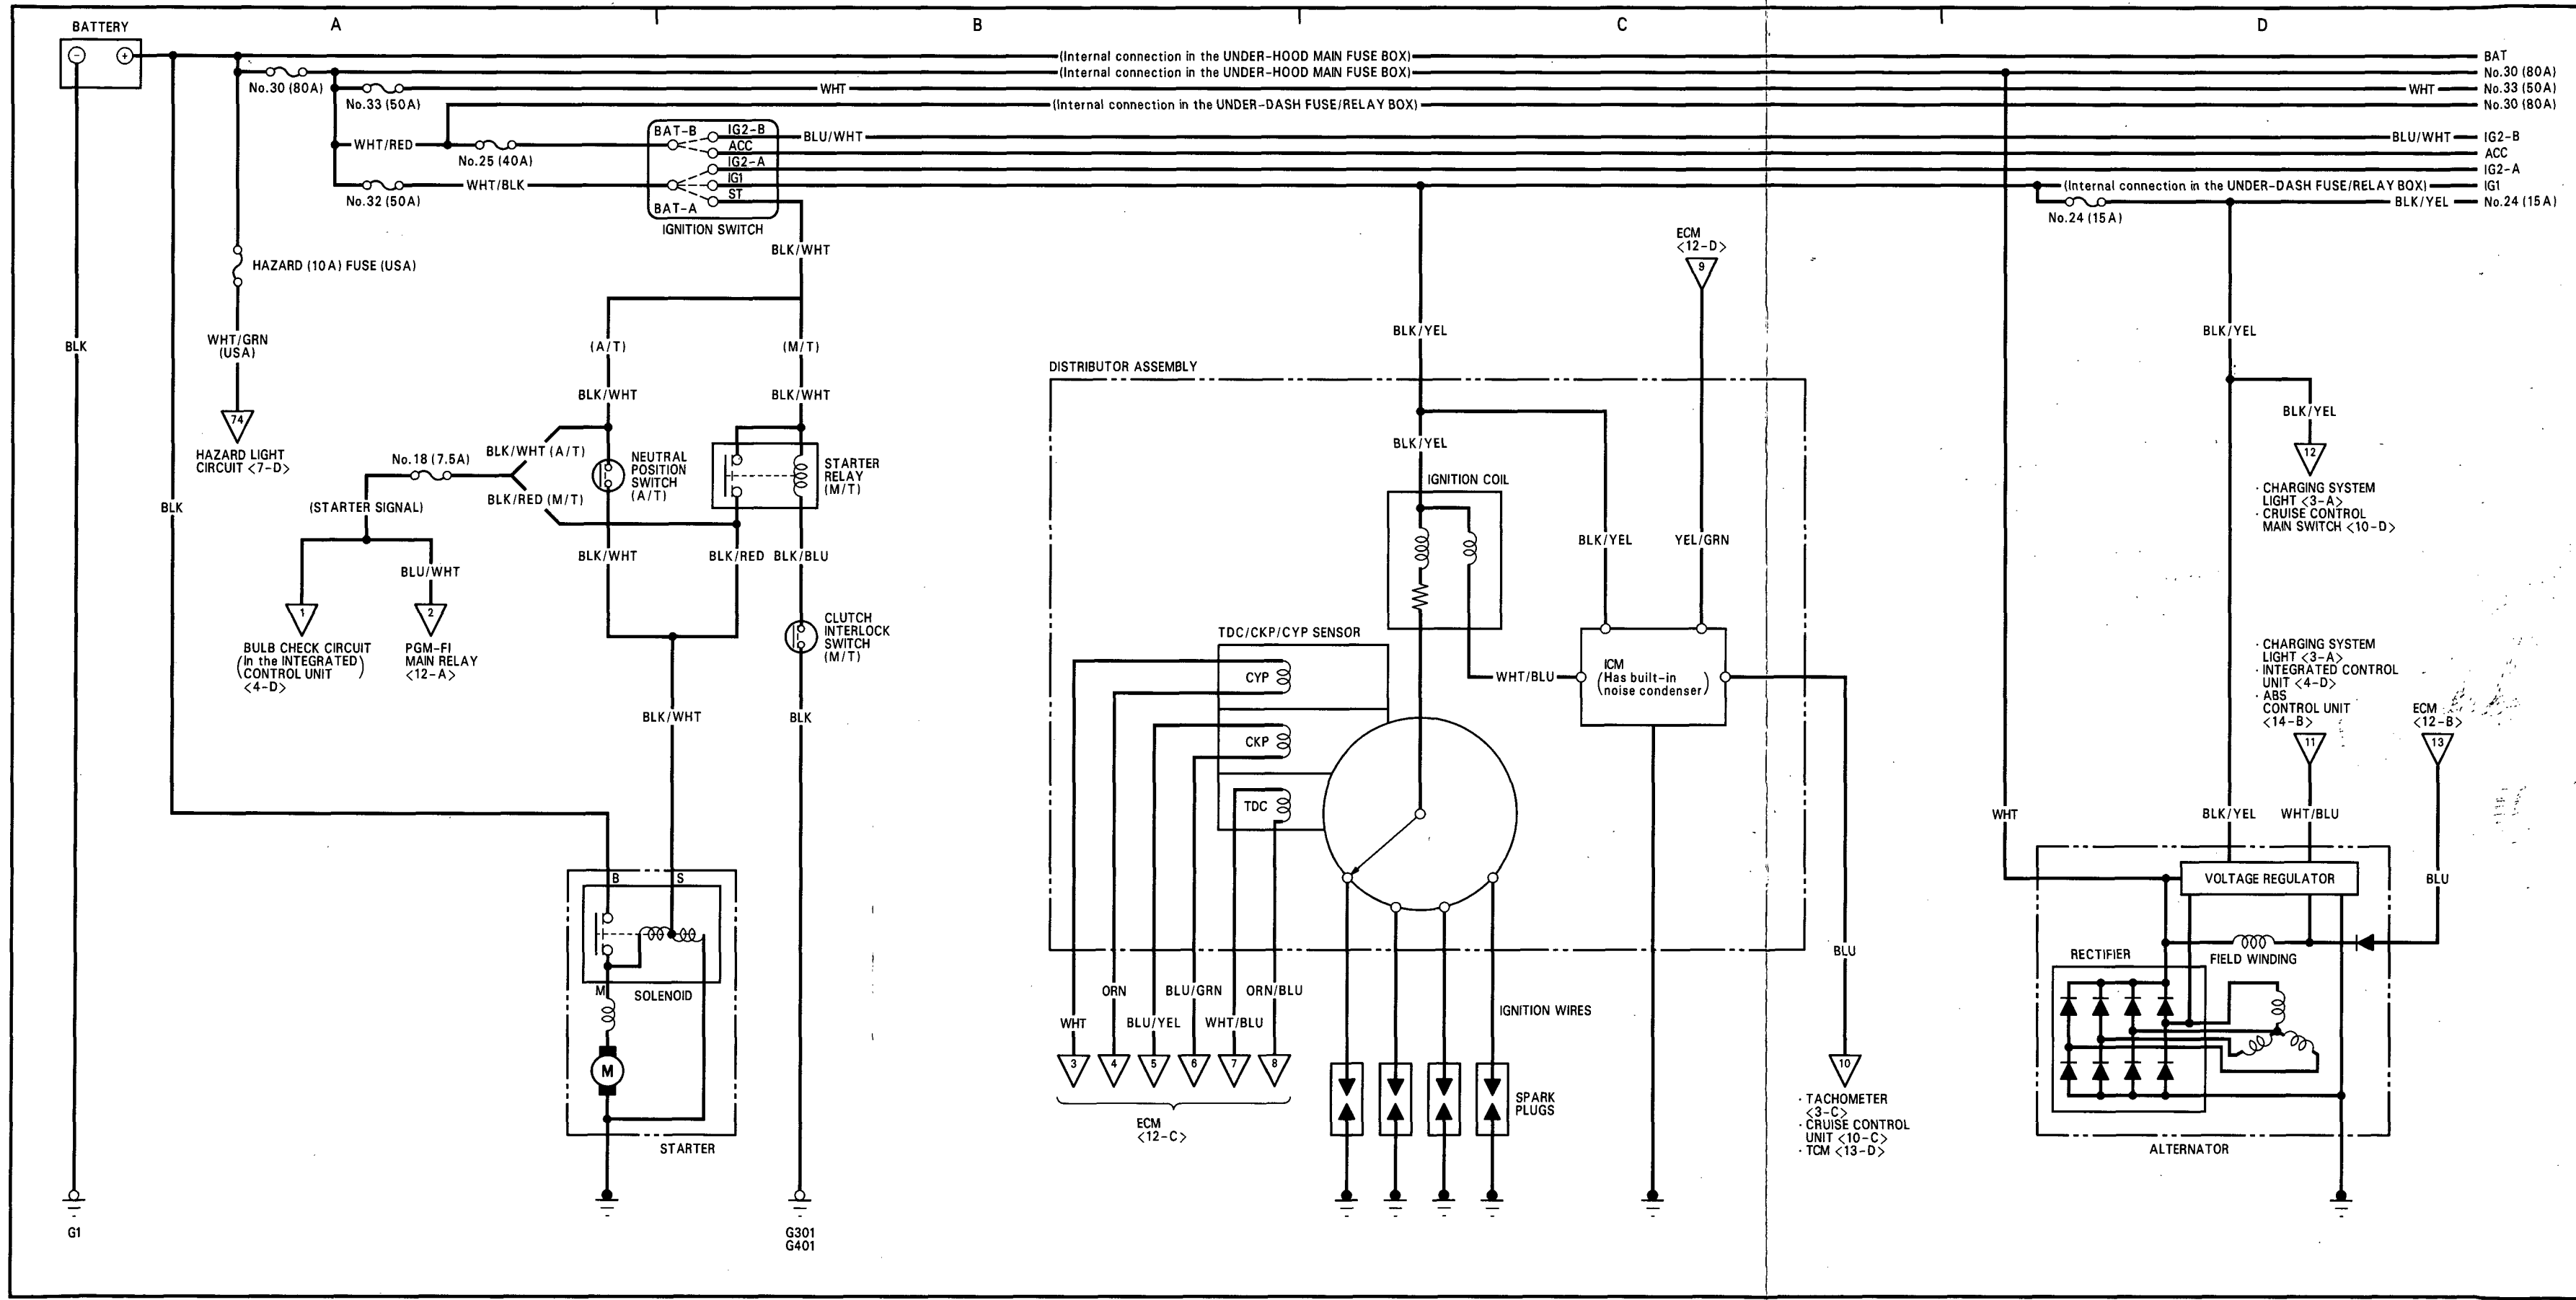 A
B
C
D
BATTERY
(Internal connection in the UNDER-HOOD MAIN FUSE BOX)
BAT
(Internal connection in the UNDER-HOOD MAIN FUSE BOX)
No.30 (80A)
No.30 (80A)
WHT
WHT
No.33 (50A)
No.33 (50A)
(Internal connection in the UNDER-DASH FUSE/RELAY BOX)
No.30 (80A)
BAT-B
IG2-B
BLU/WHT
BLU/WHT
IG2-B
WHT/RED
ACC
ACC
No.25 (40A)
IG2-A
IG2-A
WHT/BLK
IG1
(Internal connection in the UNDER-DASH FUSE/RELAY BOX)
IG1
No.32 (50A)
ST
BLK/YEL
No.24 (15A)
BAT-A
No.24 (15A)
IGNITION SWITCH
BLK/WHT
HAZARD (10A) FUSE (USA)
ECM
<12-D>
9
BLK
WHT/GRN
(USA)
(A/T)
(M/T)
BLK/YEL
BLK/YEL
DISTRIBUTOR ASSEMBLY
BLK/WHT
BLK/WHT
74
HAZARD LIGHT
CIRCUIT <7-D>
BLK/YEL
BLK/YEL
12
· CHARGING SYSTEM
LIGHT <3-A>
· CRUISE CONTROL
MAIN SWITCH <10-D>
No.18 (7.5A)
BLK/WHT (A/T)
BLK/RED (M/T)
NEUTRAL
POSITION
SWITCH
(A/T)
STARTER
RELAY
(M/T)
IGNITION COIL
BLK
(STARTER SIGNAL)
BLK/WHT
BLK/RED
BLK/BLU
BLK/YEL
YEL/GRN
BLU/WHT
1
2
BULB CHECK CIRCUIT
(In the INTEGRATED)
CONTROL UNIT
<4-D>
PGM-FI
MAIN RELAY
<12-A>
CLUTCH
INTERLOCK
SWITCH
(M/T)
TDC/CKP/CYP SENSOR
CYP
CKP
TDC
WHT/BLU
ICM
(Has built-in
noise condenser)
· CHARGING SYSTEM
LIGHT <3-A>
· INTEGRATED CONTROL
UNIT <4-D>
· ABS
CONTROL UNIT
<14-B>
11
ECM
<12-B>
13
BLK/WHT
BLK
WHT
BLK/YEL
WHT/BLU
BLU
B
S
VOLTAGE REGULATOR
RECTIFIER
FIELD WINDING
BLU
M
SOLENOID
M
STARTER
WHT
ORN
BLU/YEL
BLU/GRN
WHT/BLU
ORN/BLU
3
4
5
6
7
8
ECM
<12-C>
IGNITION WIRES
SPARK
PLUGS
10
· TACHOMETER
<3-C>
· CRUISE CONTROL
UNIT <10-C>
· TCM <13-D>
ALTERNATOR
G1
G301
G401